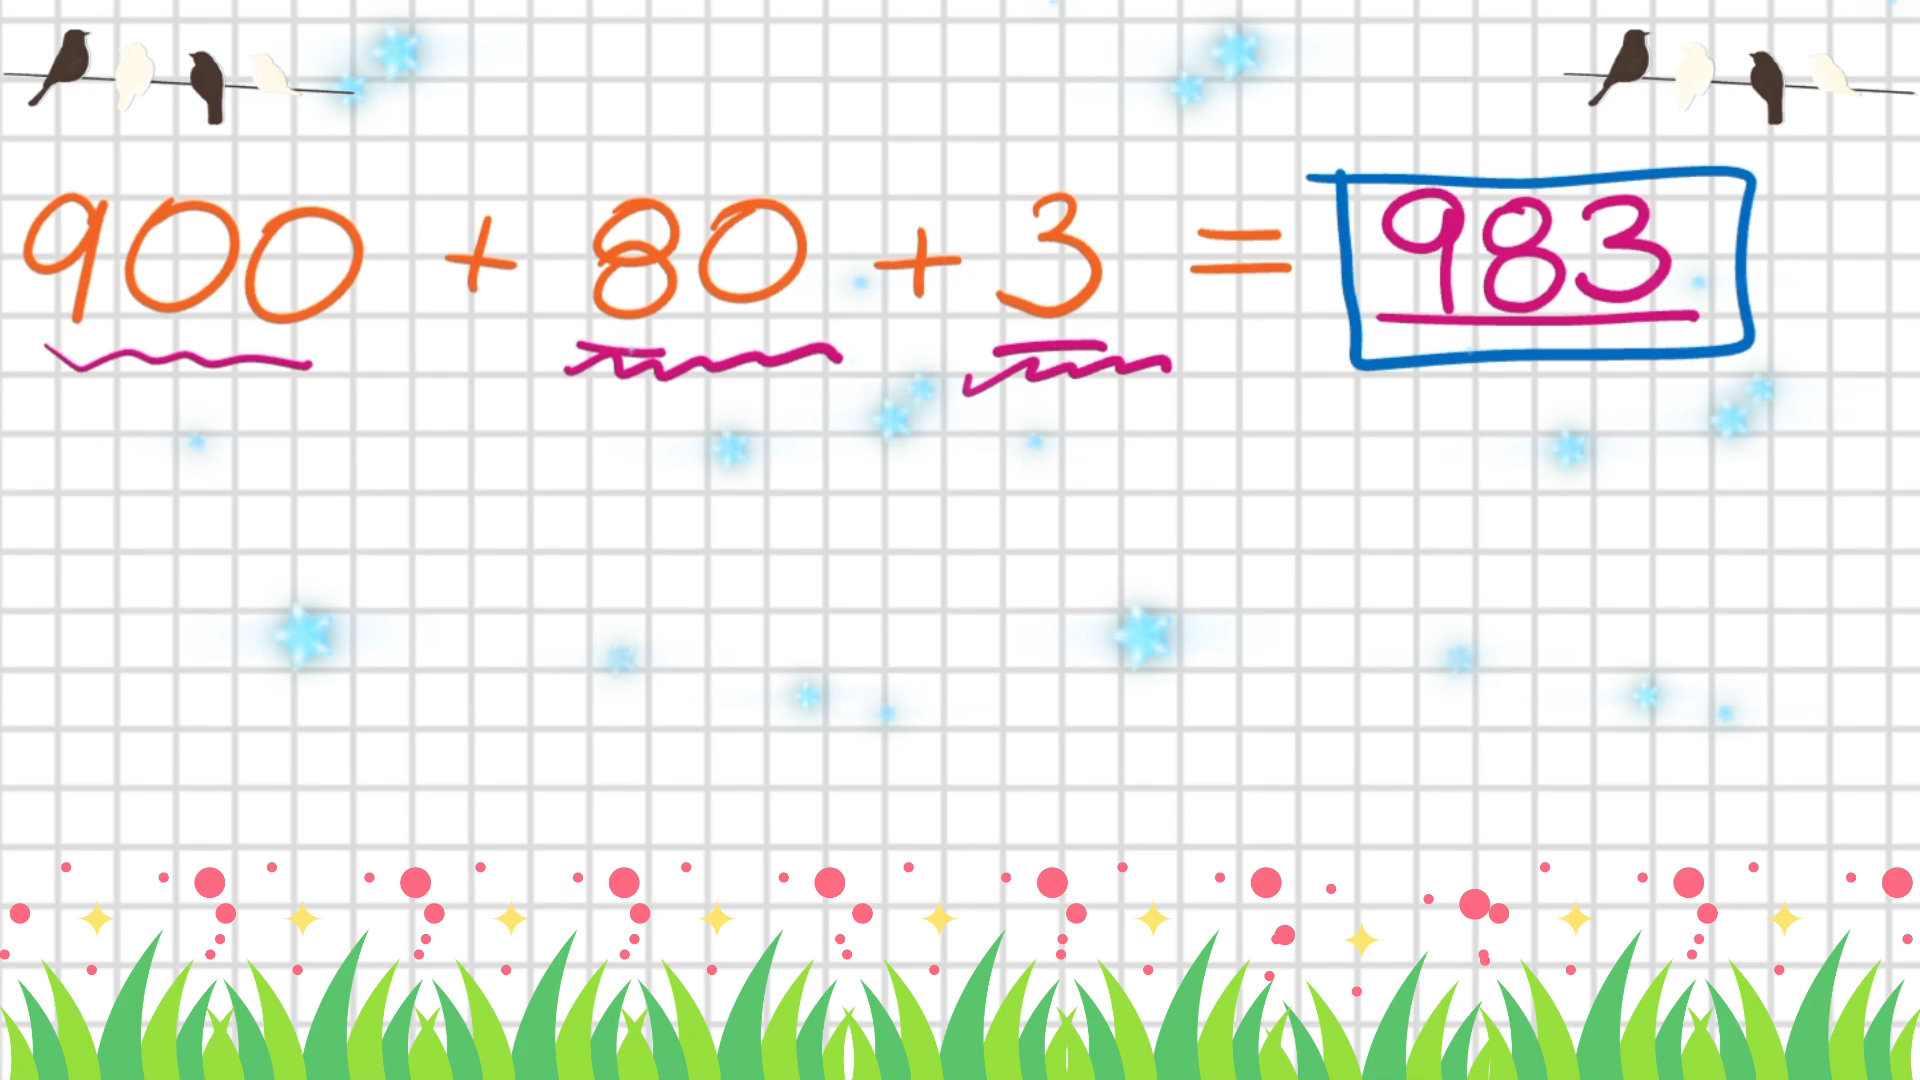 900 + 80 + 3 = 983